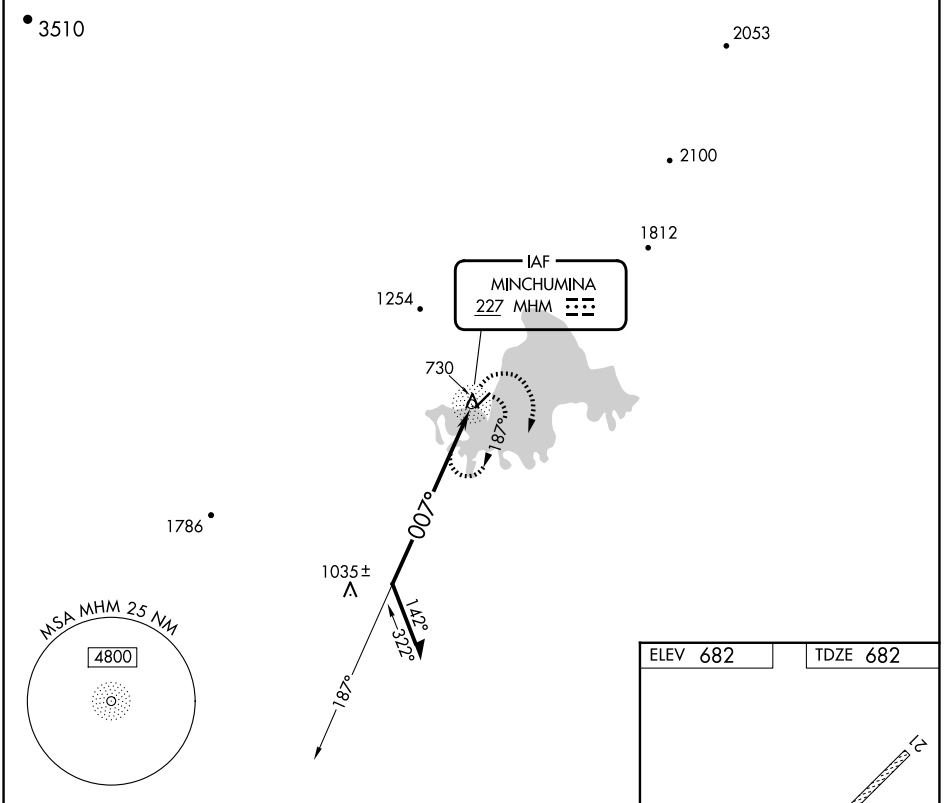 3510
2053
2100
1812
IAF
MINCHUMINA
227 MHM
1254
730
187°
007°
1786
1035±
142°
322°
187°
MSA MHM 25 NM
4800
ELEV 682
TDZE 682
21